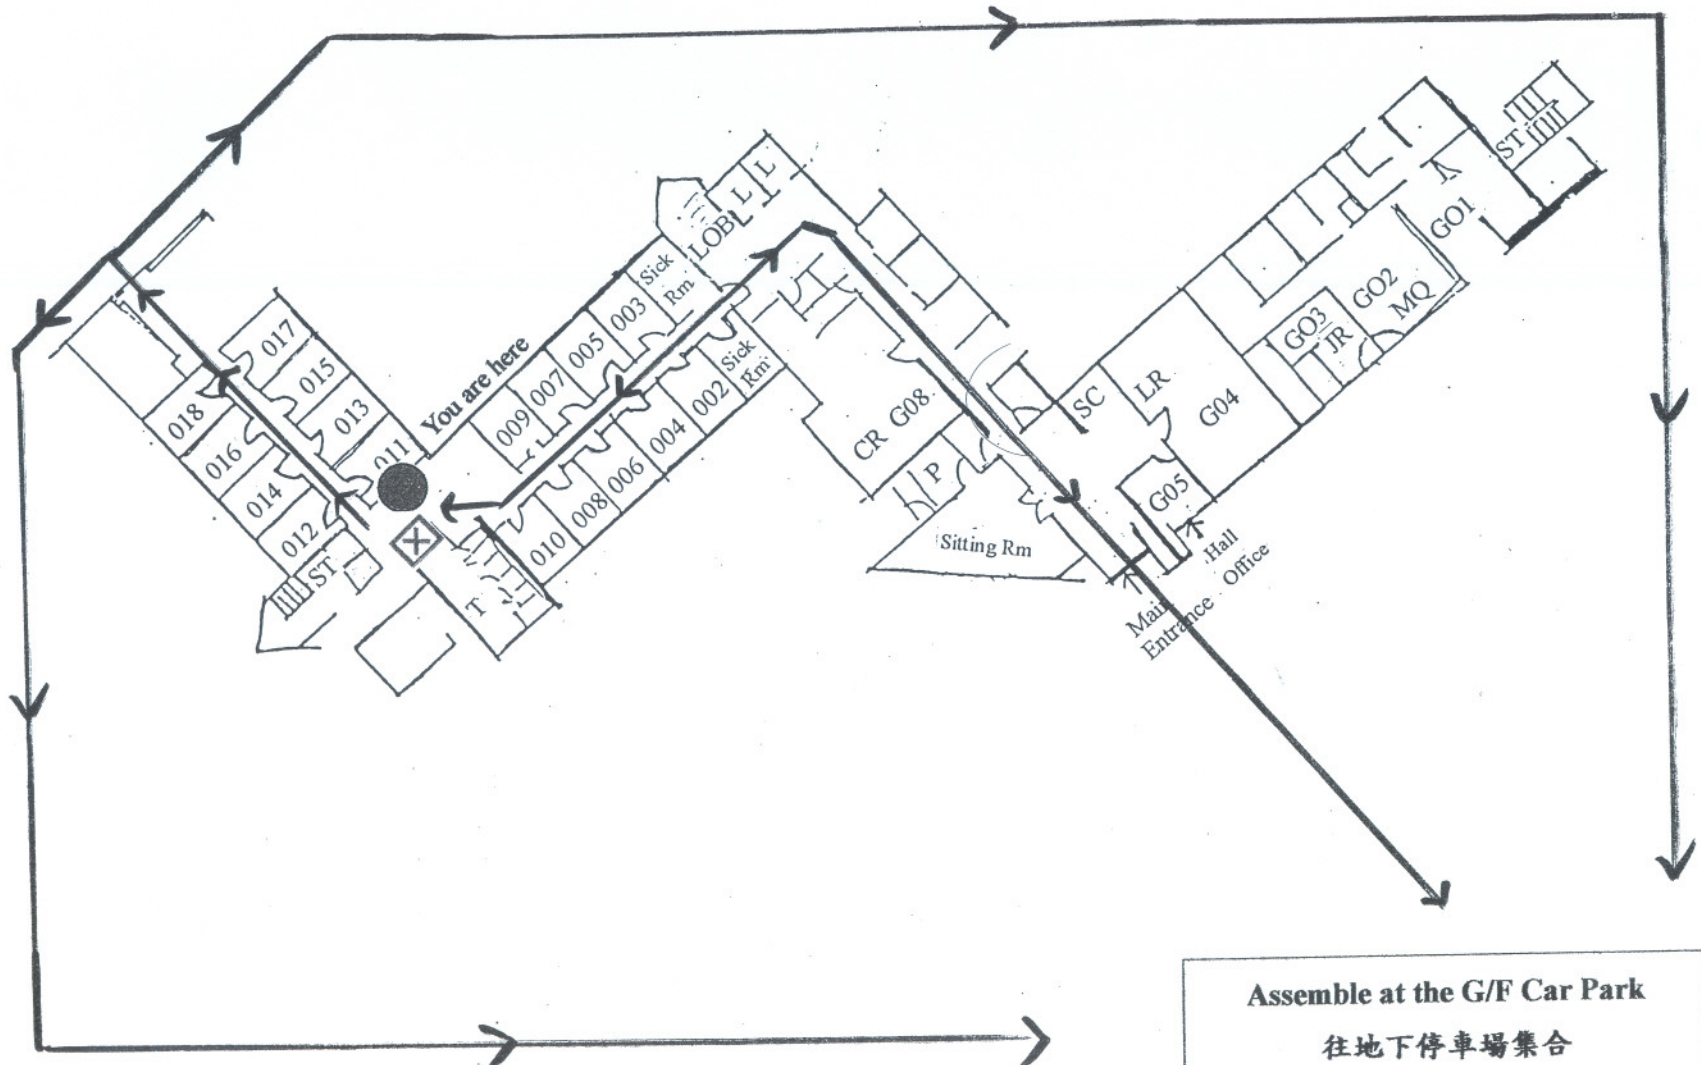 L
L
LOB
ST
GO1
GO2
MQ
GO3
JR
Sick
Rm
003
005
007
009
You are here
017
015
013
011
018
016
014
012
ST
002
004
006
008
010
Sick
Rm
T
CR G08
P
Sitting Rm
SC
LR
G04
G05
Hall
Office
Main
Entrance
Assemble at the G/F Car Park
往地下停車場集合